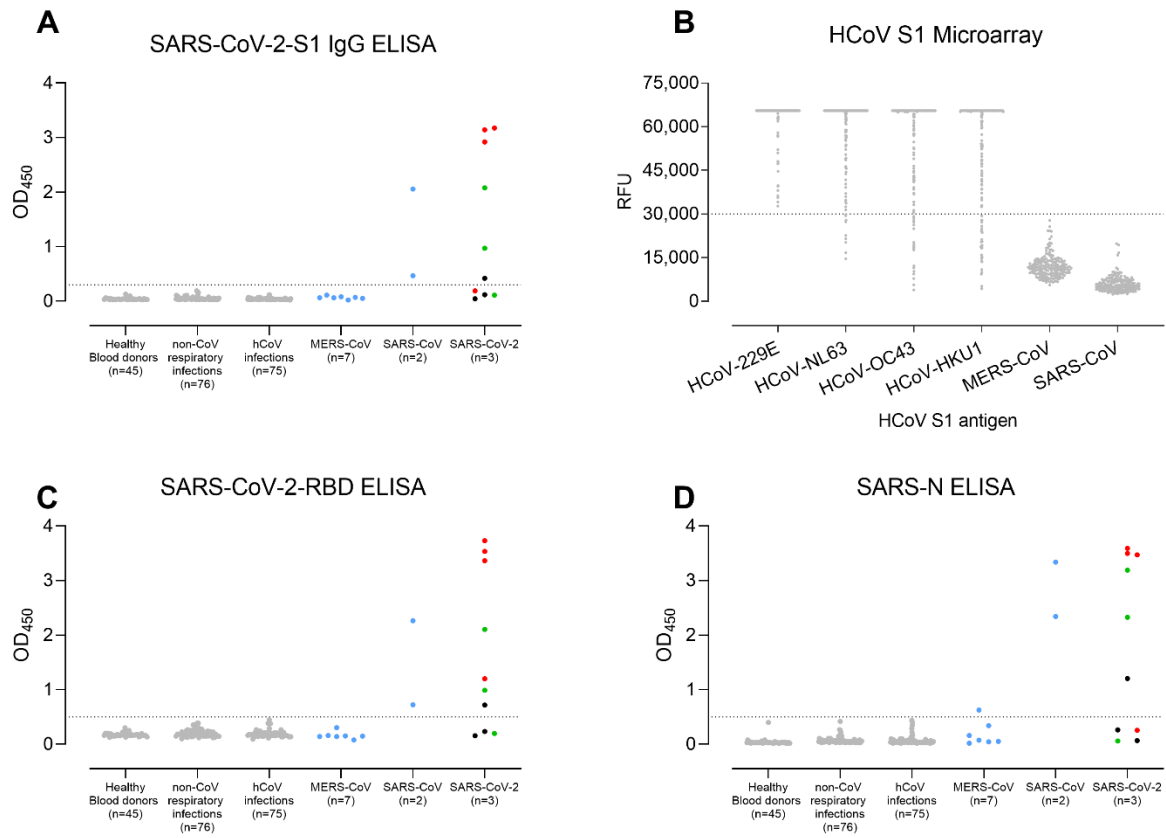 A
SARS-CoV-2-S1 IgG ELISA
4
3
2
1
0
OD450
Healthy
Blood donors
(n=45)
non-CoV
respiratory
infections
(n=76)
hCoV
infections
(n=75)
MERS-CoV
(n=7)
SARS-CoV
(n=2)
SARS-CoV-2
(n=3)
B
HCoV S1 Microarray
75,000
60,000
45,000
30,000
15,000
0
RFU
HCoV-229E
HCoV-NL63
HCoV-OC43
HCoV-HKU1
MERS-CoV
SARS-CoV
HCoV S1 antigen
C
SARS-CoV-2-RBD ELISA
4
3
2
1
0
OD450
Healthy
Blood donors
(n=45)
non-CoV
respiratory
infections
(n=76)
hCoV
infections
(n=75)
MERS-CoV
(n=7)
SARS-CoV
(n=2)
SARS-CoV-2
(n=3)
D
SARS-N ELISA
4
3
2
1
0
OD450
Healthy
Blood donors
(n=45)
non-CoV
respiratory
infections
(n=76)
hCoV
infections
(n=75)
MERS-CoV
(n=7)
SARS-CoV
(n=2)
SARS-CoV-2
(n=3)